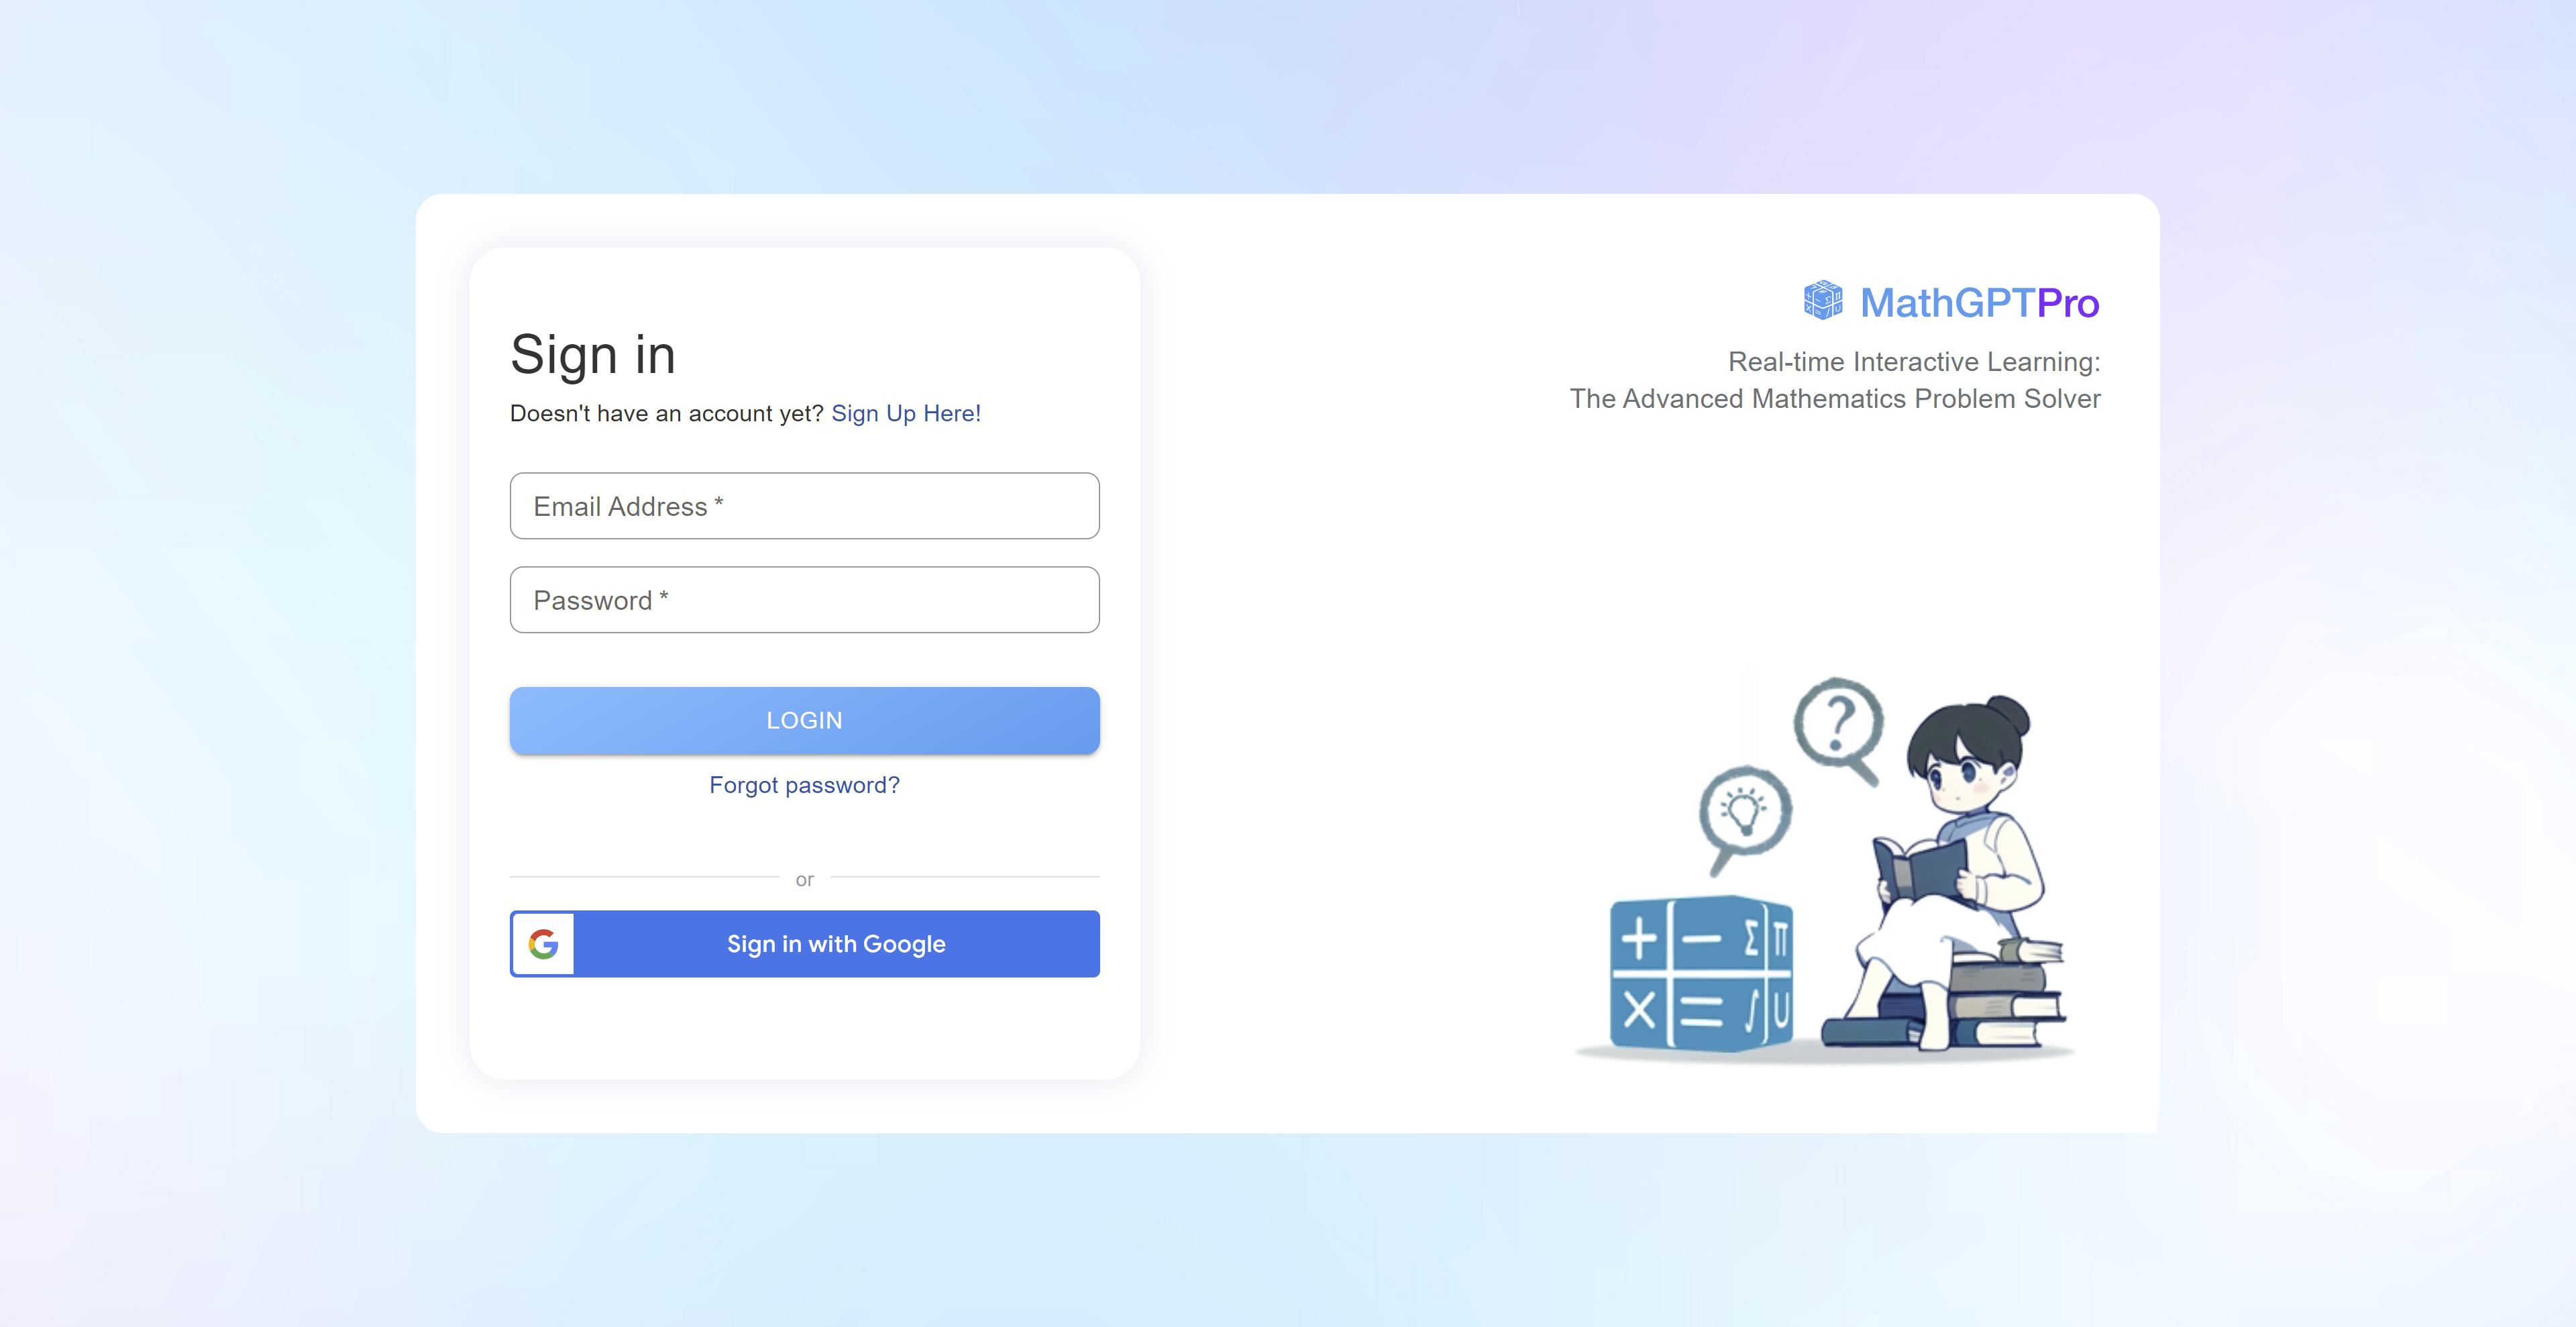 Sign in
Doesn't have an account yet? Sign Up Here!
Email Address *
Password *
LOGIN
Forgot password?
or
Sign in with Google
MathGPTPro
Real-time Interactive Learning:
The Advanced Mathematics Problem Solver
?
+ − Σ π
× = ∫ U